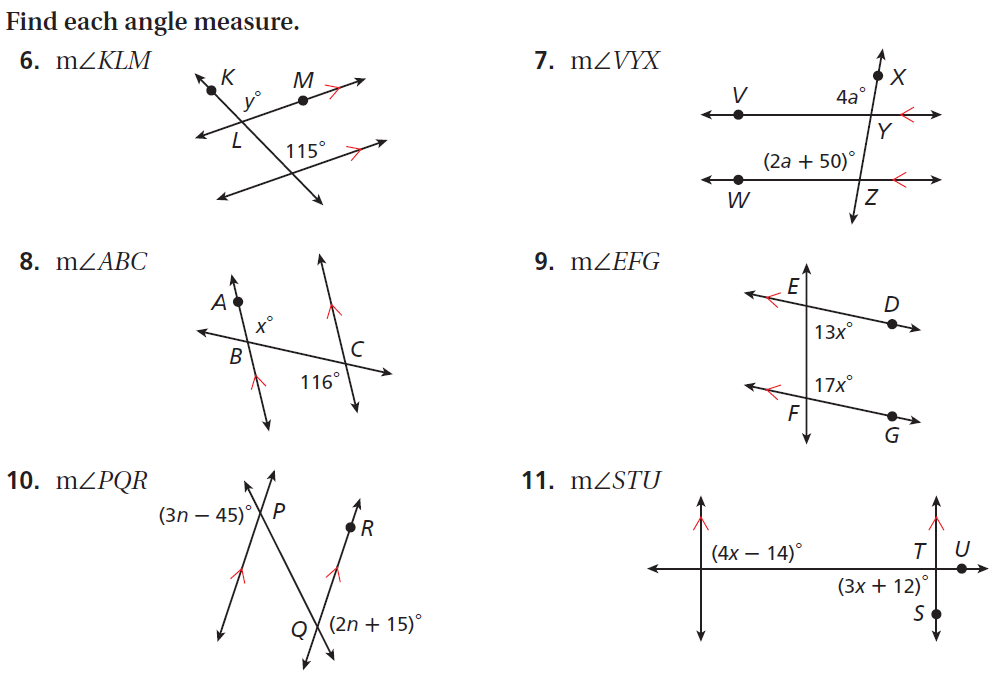 Find each angle measure.
6. m∠KLM
K
M
y°
L
115°
7. m∠VYX
X
V
4a°
Y
(2a + 50)°
W
Z
8. m∠ABC
A
x°
B
C
116°
9. m∠EFG
E
D
13x°
17x°
F
G
10. m∠PQR
(3n − 45)°
P
R
Q
(2n + 15)°
11. m∠STU
(4x − 14)°
T
U
(3x + 12)°
S